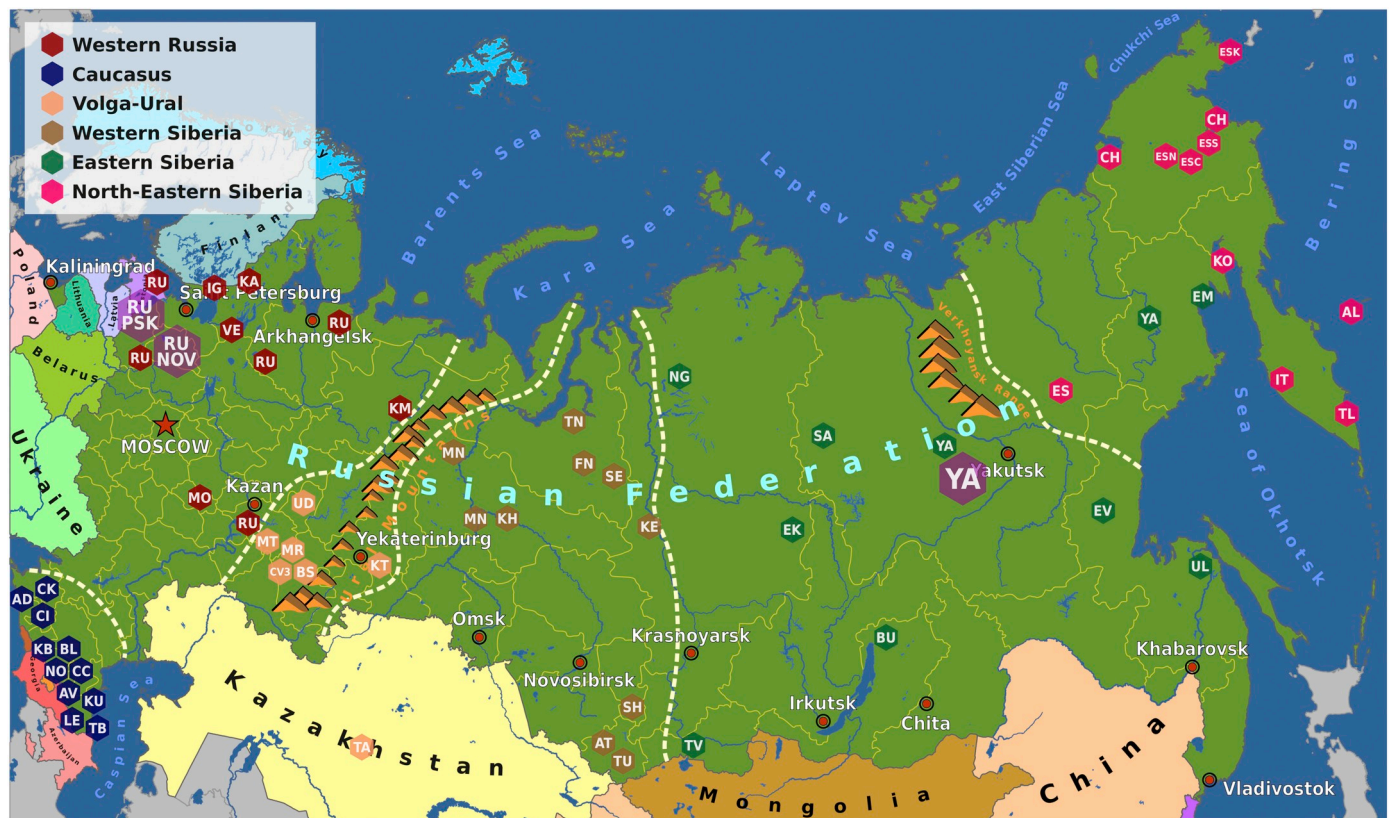 Western Russia
Caucasus
Volga-Ural
Western Siberia
Eastern Siberia
North-Eastern Siberia
Norway
Finland
Barents Sea
Kara Sea
Laptev Sea
East Siberian Sea
Chukchi Sea
Bering Sea
Sea of Okhotsk
Caspian Sea
ESK
CH
CH
ESS
ESN
ESC
KO
EM
YA
AL
IT
TL
ES
Poland
Kaliningrad
Lithuania
Latvia
Belarus
Ukraine
RU
IG
KA
Saint Petersburg
RU
PSK
RU
NOV
VE
RU
Arkhangelsk
RU
RU
MOSCOW
KM
Ural Mountains
Verkhoyansk Range
Russian Federation
NG
TN
MN
FN
SE
SA
YA
YA
Yakutsk
MO
Kazan
UD
RU
MN
KH
KE
EK
EV
MT
MR
Yekaterinburg
CV3
BS
KT
UL
AD
CK
CI
KB
BL
NO
CC
AV
KU
LE
TB
Georgia
Azerbaijan
Omsk
Novosibirsk
Krashoyarsk
BU
Irkutsk
Chita
Khabarovsk
Vladivostok
SH
AT
TU
TV
TA
Kazakhstan
Mongolia
China